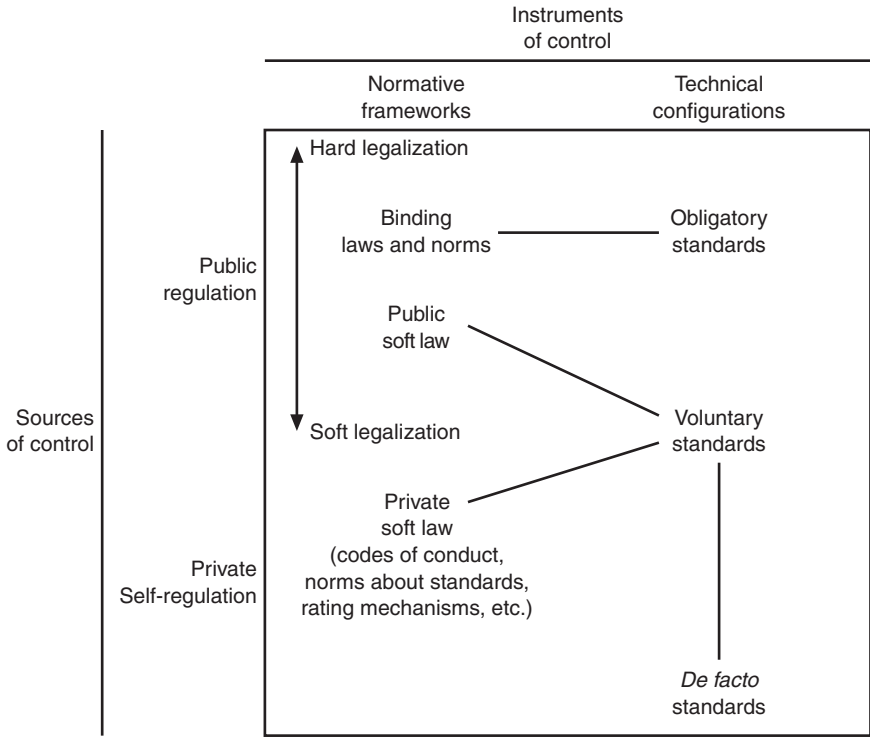 Instruments
of control
Normative
frameworks
Technical
configurations
Hard legalization
Binding
laws and norms
Obligatory
standards
Public
regulation
Public
soft law
Sources
of control
Soft legalization
Voluntary
standards
Private
soft law
(codes of conduct,
norms about standards,
rating mechanisms, etc.)
Private
Self-regulation
De facto
standards